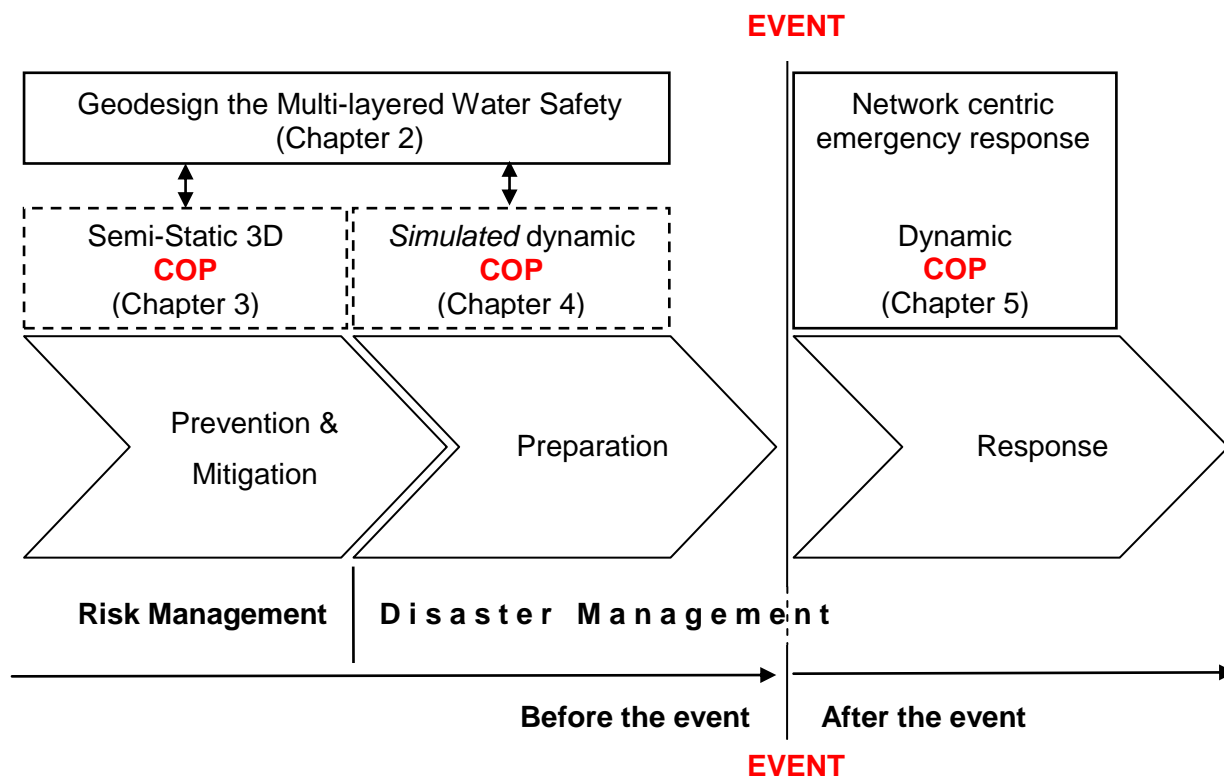 EVENT
Geodesign the Multi-layered Water Safety
(Chapter 2)
Network centric
emergency response
Semi-Static 3D
COP
(Chapter 3)
Simulated dynamic
COP
(Chapter 4)
Dynamic
COP
(Chapter 5)
Prevention &
Mitigation
Preparation
Response
Risk Management
Disaster Management
Before the event
After the event
EVENT